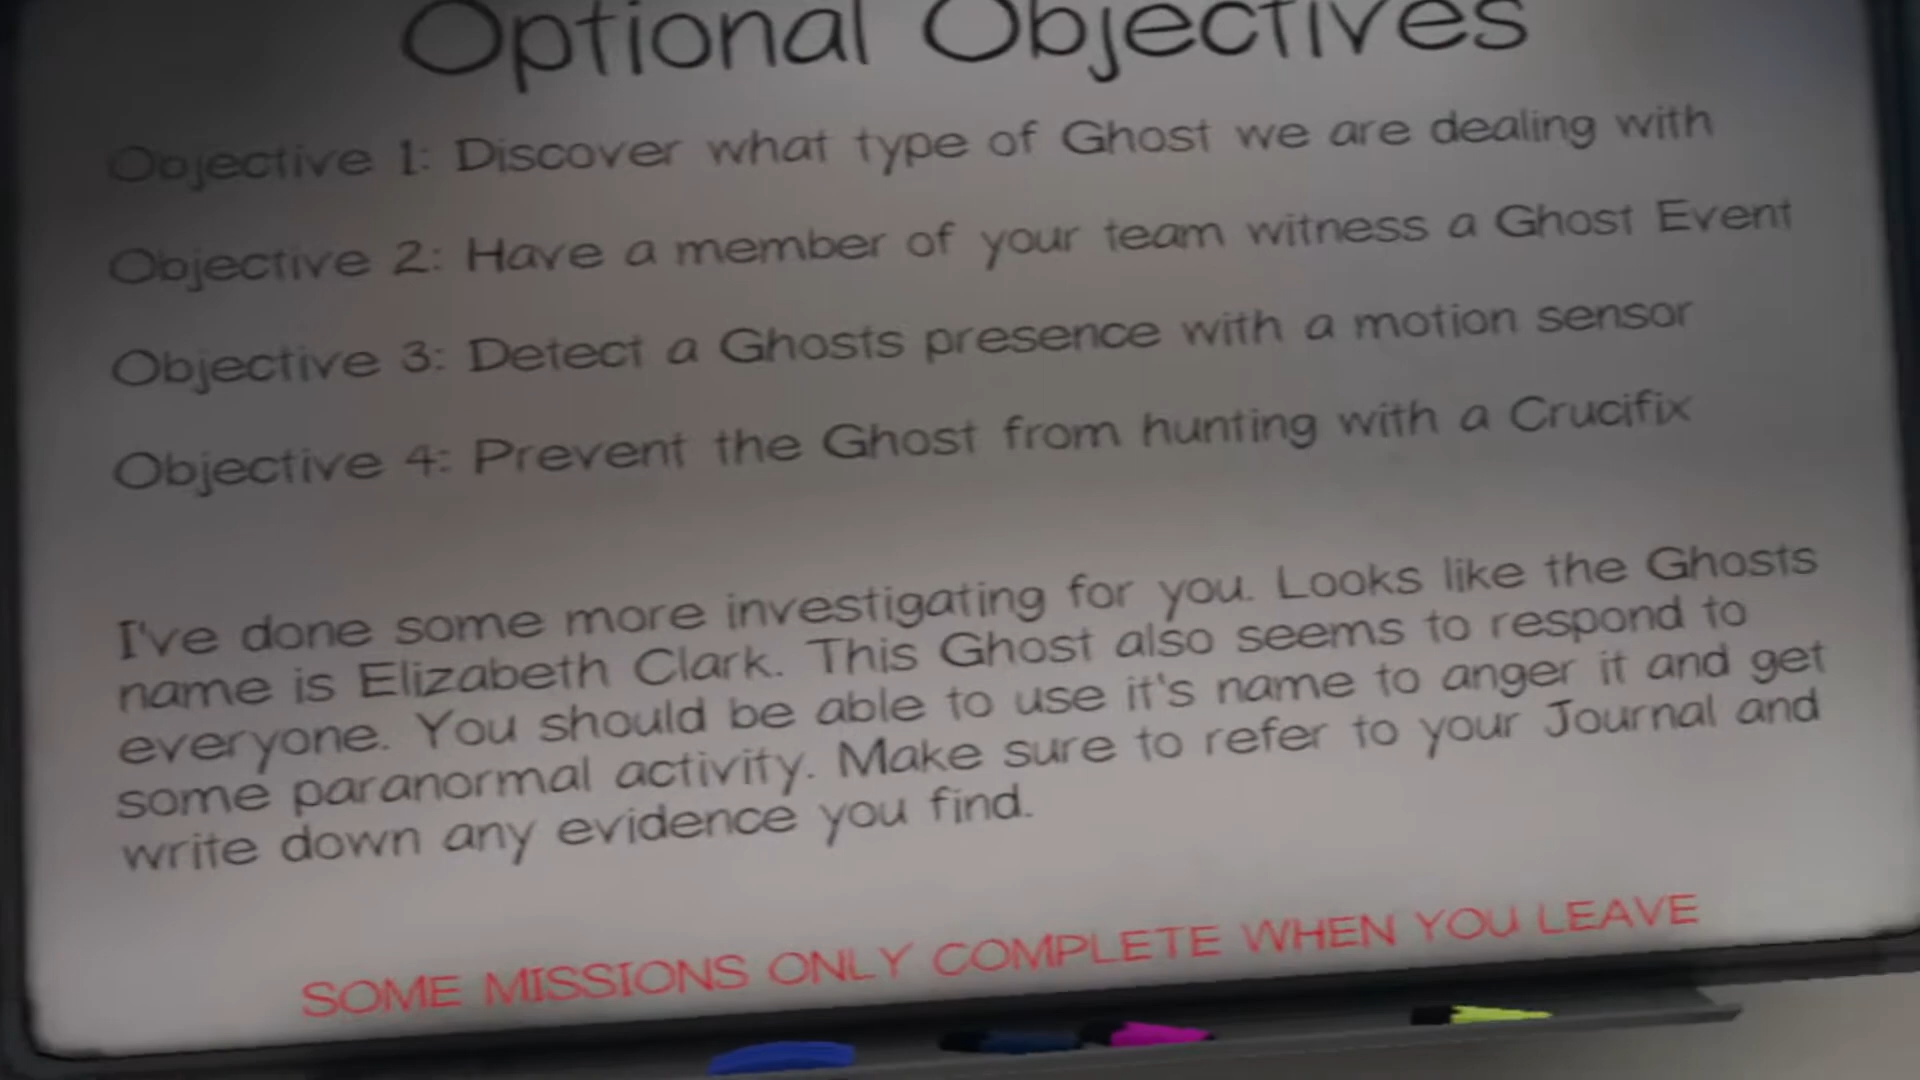 Optional Objectives
Objective 1: Discover what type of Ghost we are dealing with
Objective 2: Have a member of your team witness a Ghost Event
Objective 3: Detect a Ghosts presence with a motion sensor
Objective 4: Prevent the Ghost from hunting with a Crucifix
I've done some more investigating for you. Looks like the Ghosts
name is Elizabeth Clark. This Ghost also seems to respond to
everyone. You should be able to use it's name to anger it and get
some paranormal activity. Make sure to refer to your Journal and
write down any evidence you find.
SOME MISSIONS ONLY COMPLETE WHEN YOU LEAVE